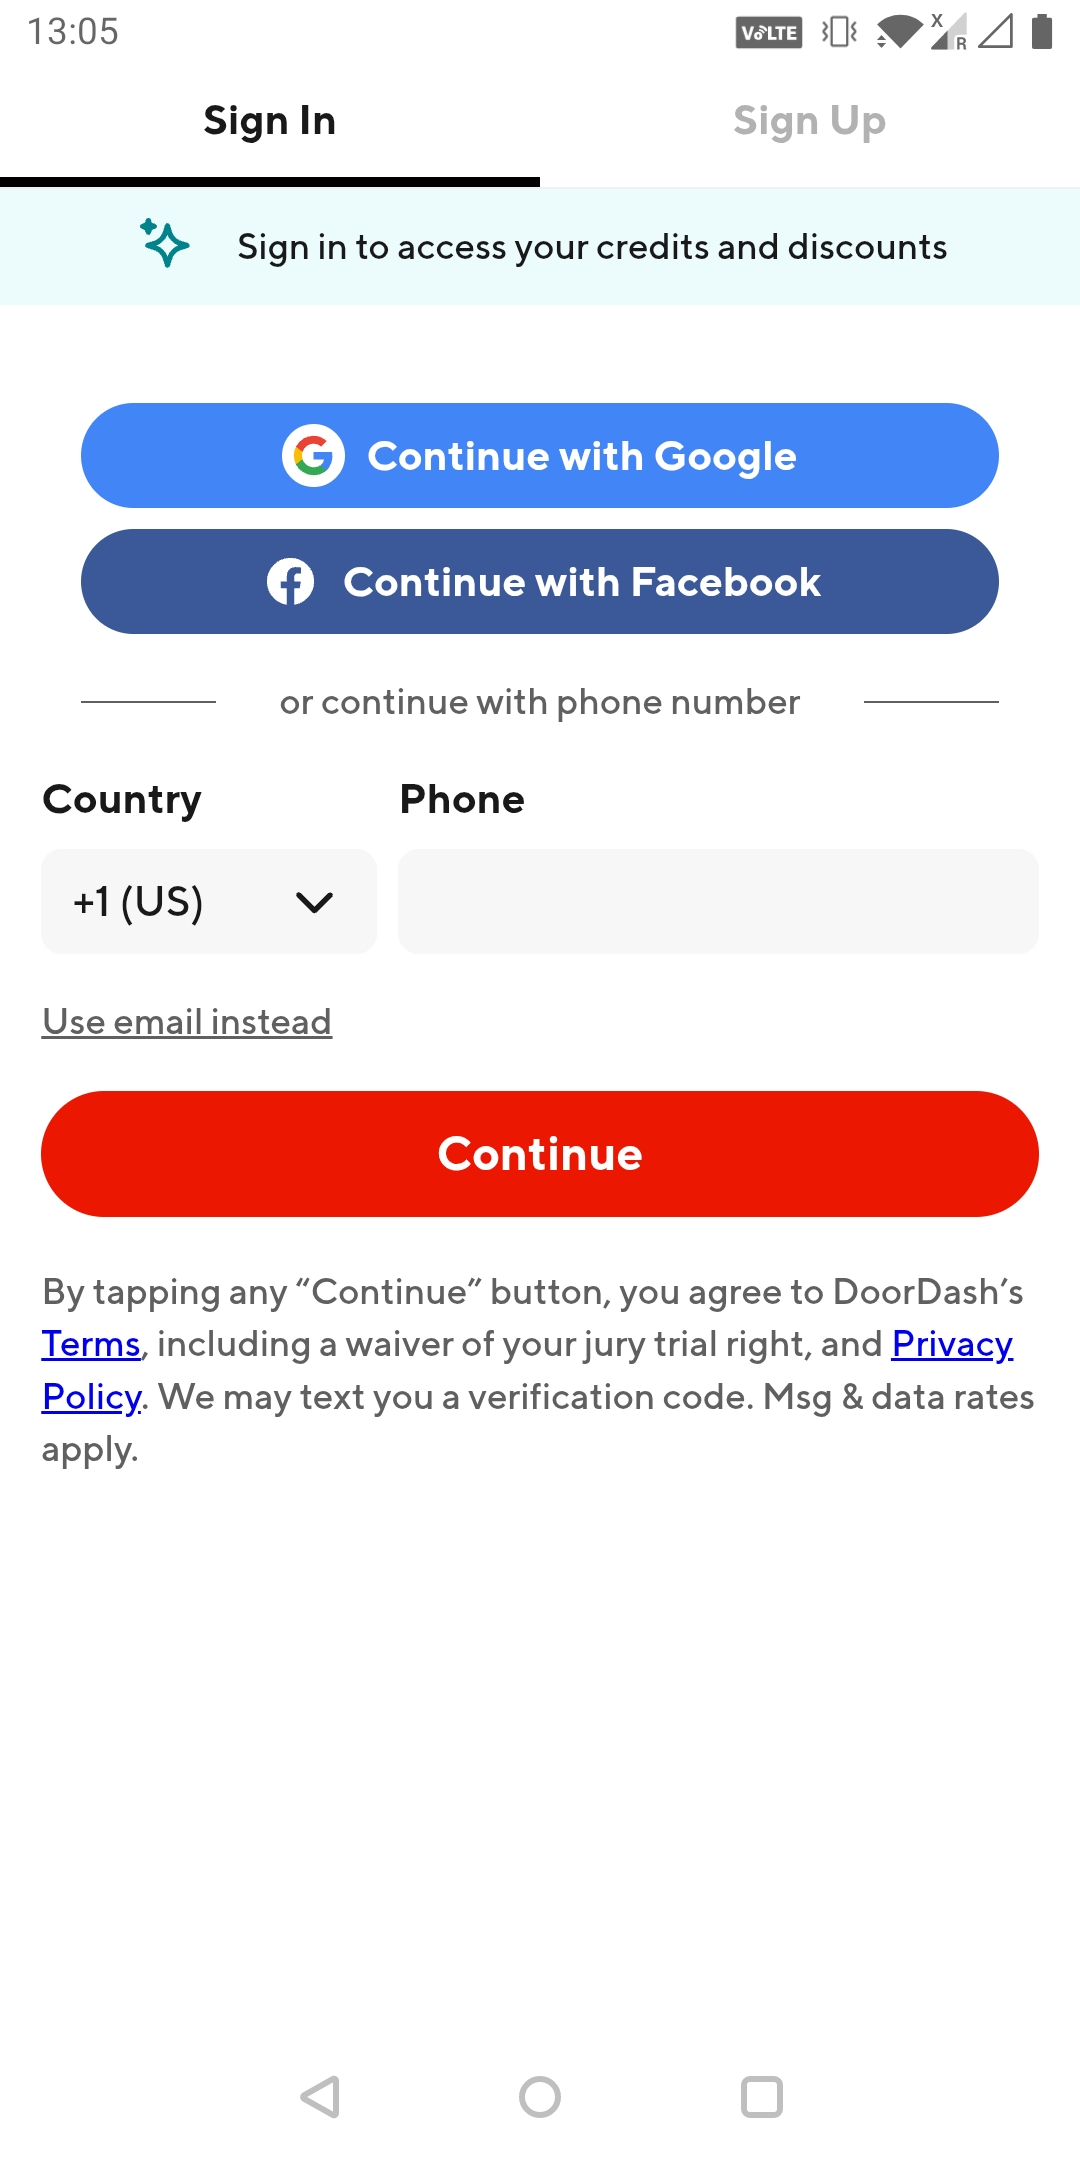 13:05
VoLTE
X
R
Sign In
Sign Up
Sign in to access your credits and discounts
Continue with Google
Continue with Facebook
or continue with phone number
Country
Phone
+1 (US)
Use email instead
Continue
By tapping any “Continue” button, you agree to DoorDash’s
Terms, including a waiver of your jury trial right, and Privacy
Policy. We may text you a verification code. Msg & data rates
apply.